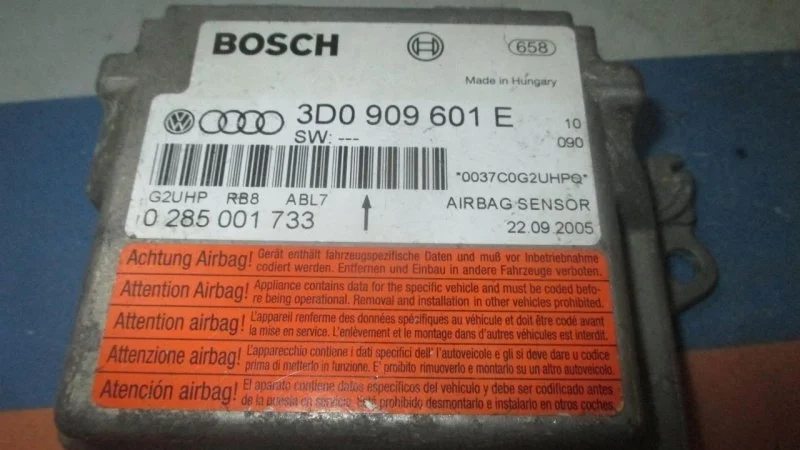 BOSCH
658
Made in Hungary
3D0 909 601 E
10
SW: ---
090
*0037C0G2UHPG*
G2UHP RB8 ABL7
AIRBAG SENSOR
0 285 001 733
22.09.2005
Achtung Airbag! Gerät enthält fahrzeugspezifische Daten und muß vor Inbetriebnahme
codiert werden. Entfernen und Einbau in andere Fahrzeuge verboten.
Attention Airbag! Appliance contains data for the specific vehicle and must be coded befo-
re being operational. Removal and installation in other vehicles prohibited.
Attention airbag! L'appareil renferme des données spécifiques au véhicule et doit être codé avant
la mise en service. L'enlèvement et le montage dans d'autres véhicules est interdit.
Attenzione airbag! L'apparecchio contiene i dati specifici dell' l'autoveicolo e gli si deve dare u codice
prima di metterlo in funzione. E' proibito rimuoverlo e montarlo su un altro autoveicolo.
Atención airbag! El aparato contiene datos especificos del vehículo y debe ser codificado antes
de la puesta en servicio. Está prohibido desmontarlo e instalarlo en otros coches.